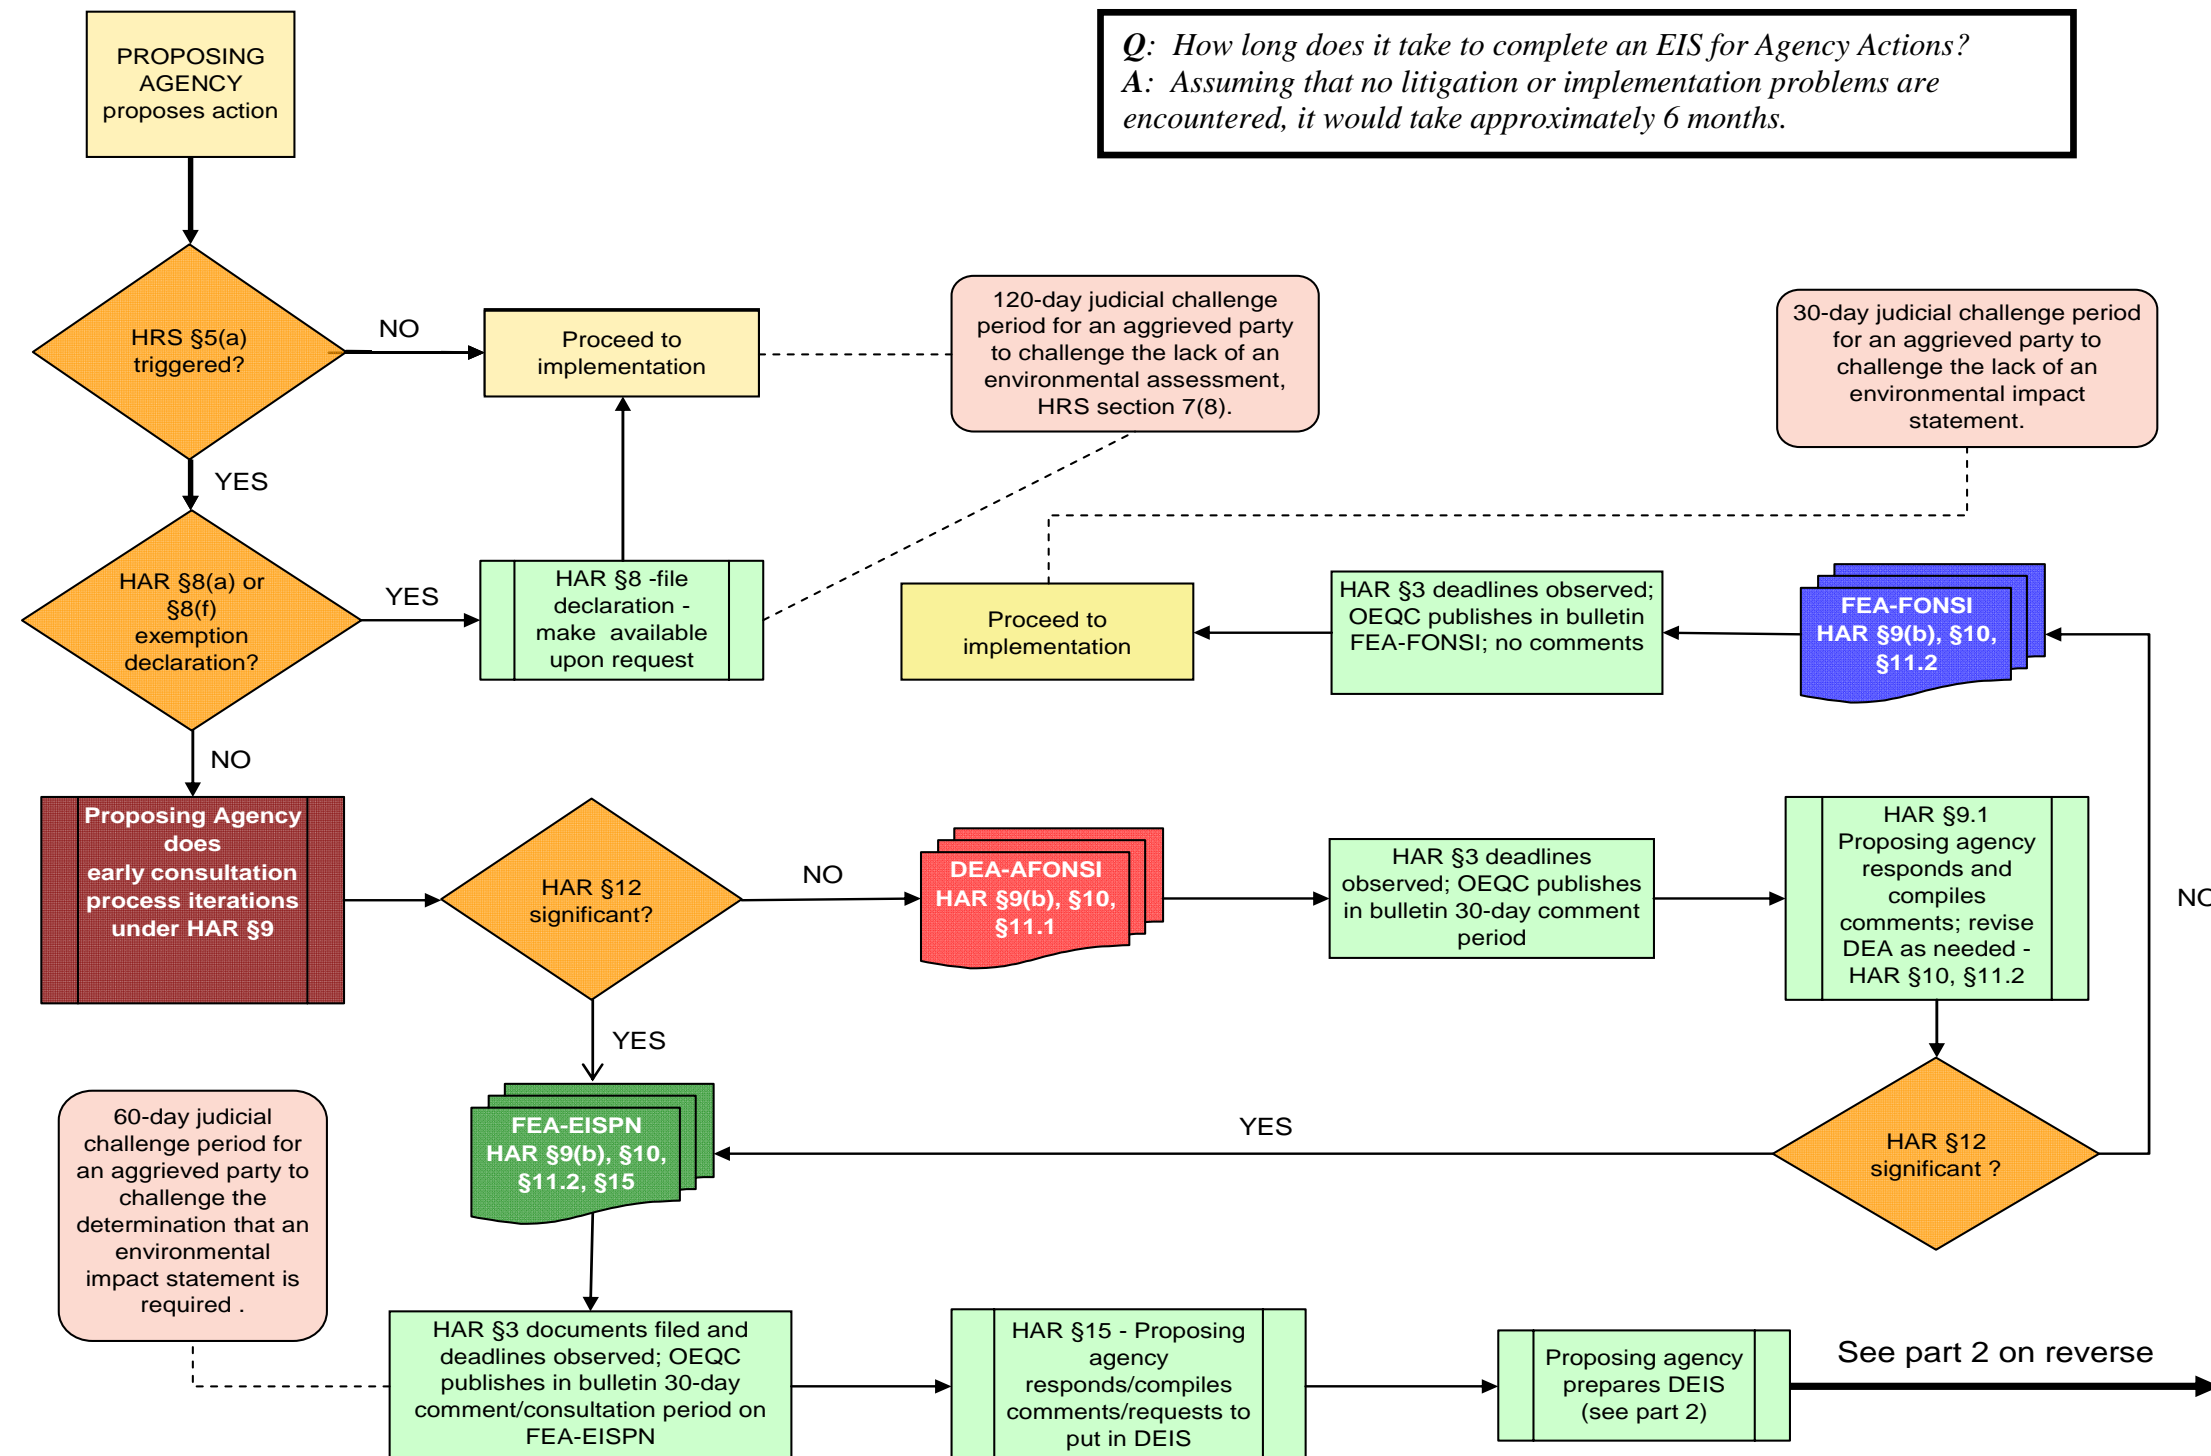 PROPOSING
AGENCY
proposes action
Q: How long does it take to complete an EIS for Agency Actions?
A: Assuming that no litigation or implementation problems are
encountered, it would take approximately 6 months.
HRS §5(a)
triggered?
NO
Proceed to
implementation
120-day judicial challenge
period for an aggrieved party
to challenge the lack of an
environmental assessment,
HRS section 7(8).
30-day judicial challenge period
for an aggrieved party to
challenge the lack of an
environmental impact
statement.
YES
HAR §8(a) or
§8(f)
exemption
declaration?
YES
HAR §8 -file
declaration -
make available
upon request
Proceed to
implementation
HAR §3 deadlines observed;
OEQC publishes in bulletin
FEA-FONSI; no comments
FEA-FONSI
HAR §9(b), §10,
§11.2
NO
Proposing Agency
does
early consultation
process iterations
under HAR §9
HAR §12
significant?
NO
DEA-AFONSI
HAR §9(b), §10,
§11.1
HAR §3 deadlines
observed; OEQC publishes
in bulletin 30-day comment
period
HAR §9.1
Proposing agency
responds and
compiles
comments; revise
DEA as needed -
HAR §10, §11.2
NO
YES
60-day judicial
challenge period for
an aggrieved party to
challenge the
determination that an
environmental
impact statement is
required .
FEA-EISPN
HAR §9(b), §10,
§11.2, §15
YES
HAR §12
significant ?
HAR §3 documents filed and
deadlines observed; OEQC
publishes in bulletin 30-day
comment/consultation period on
FEA-EISPN
HAR §15 - Proposing
agency
responds/compiles
comments/requests to
put in DEIS
Proposing agency
prepares DEIS
(see part 2)
See part 2 on reverse